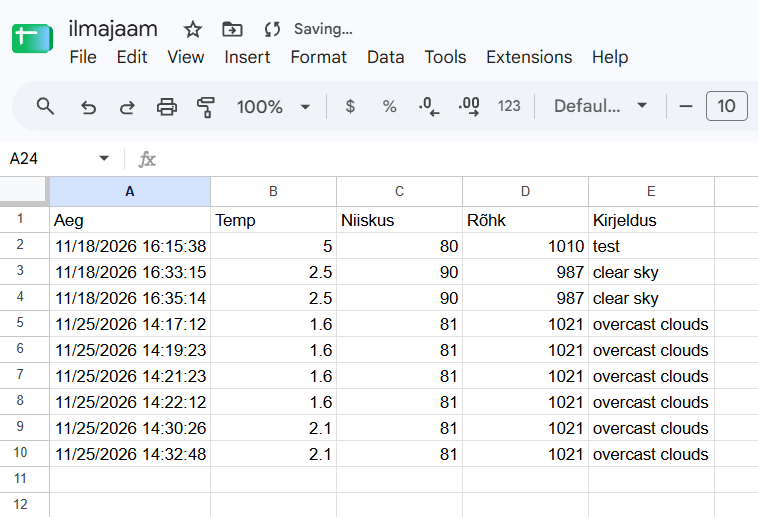 ilmajaam Saving...
File Edit View Insert Format Data Tools Extensions Help
100% $ % .0 .00 123 Defaul... 10
A24 fx
A B C D E
1 Aeg Temp Niiskus Rõhk Kirjeldus
2 11/18/2026 16:15:38 5 80 1010 test
3 11/18/2026 16:33:15 2.5 90 987 clear sky
4 11/18/2026 16:35:14 2.5 90 987 clear sky
5 11/25/2026 14:17:12 1.6 81 1021 overcast clouds
6 11/25/2026 14:19:23 1.6 81 1021 overcast clouds
7 11/25/2026 14:21:23 1.6 81 1021 overcast clouds
8 11/25/2026 14:22:12 1.6 81 1021 overcast clouds
9 11/25/2026 14:30:26 2.1 81 1021 overcast clouds
10 11/25/2026 14:32:48 2.1 81 1021 overcast clouds
11
12